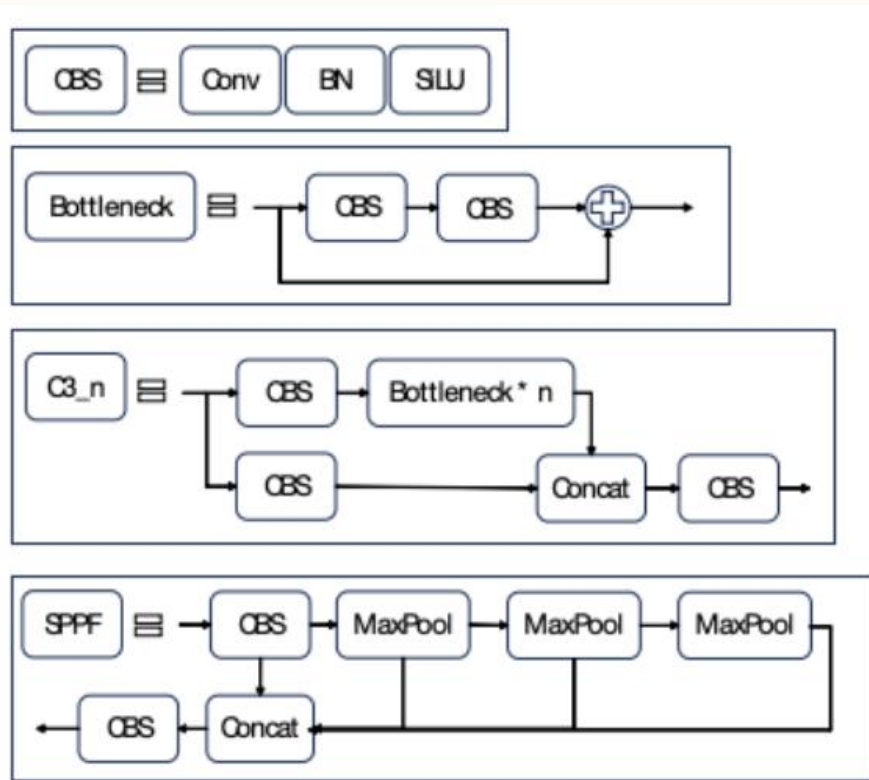 CBS = Conv BN SiLU
Bottleneck = CBS CBS +
C3_n = CBS Bottleneck * n
CBS Concat CBS
SPPF = CBS MaxPool MaxPool MaxPool
CBS Concat